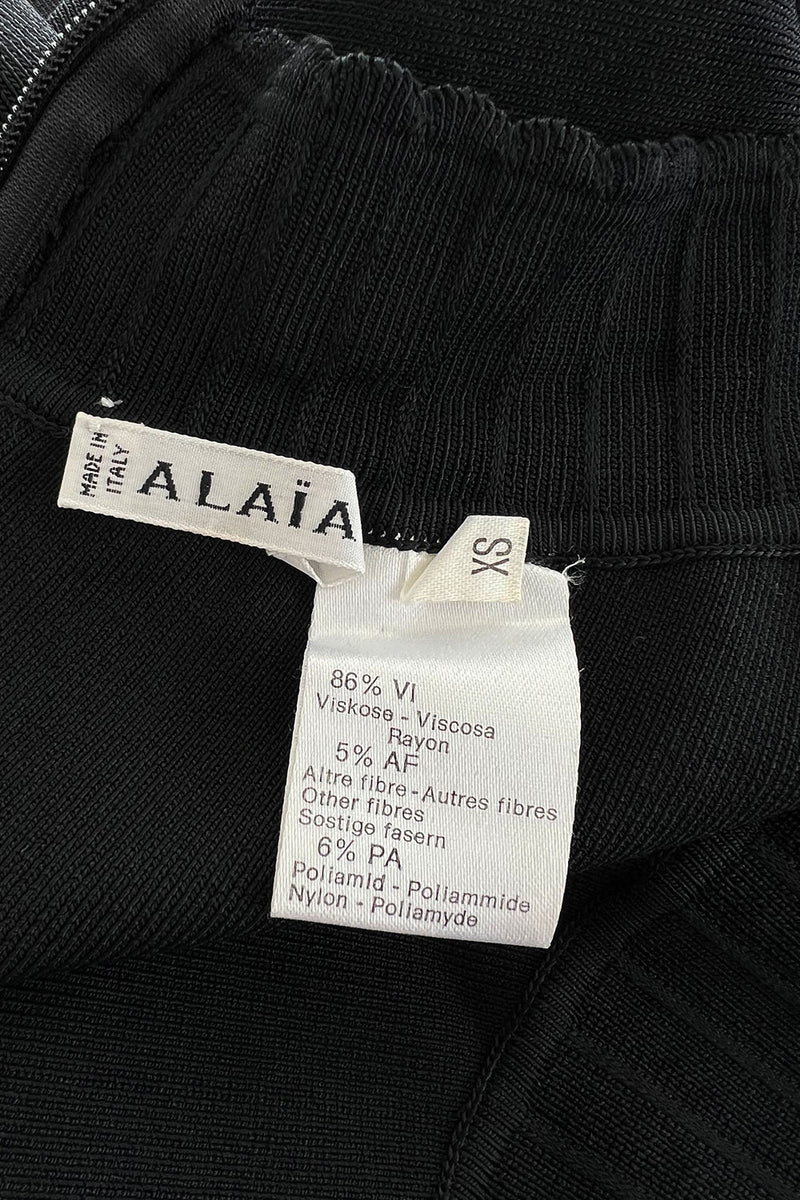 MADE IN
ITALY
ALAÏA
XS
86% VI
Viskose - Viscosa
Rayon
5% AF
Altre fibre - Autres fibres
Other fibres
Sostige fasern
6% PA
Poliamid - Poliammide
Nylon - Poliamyde